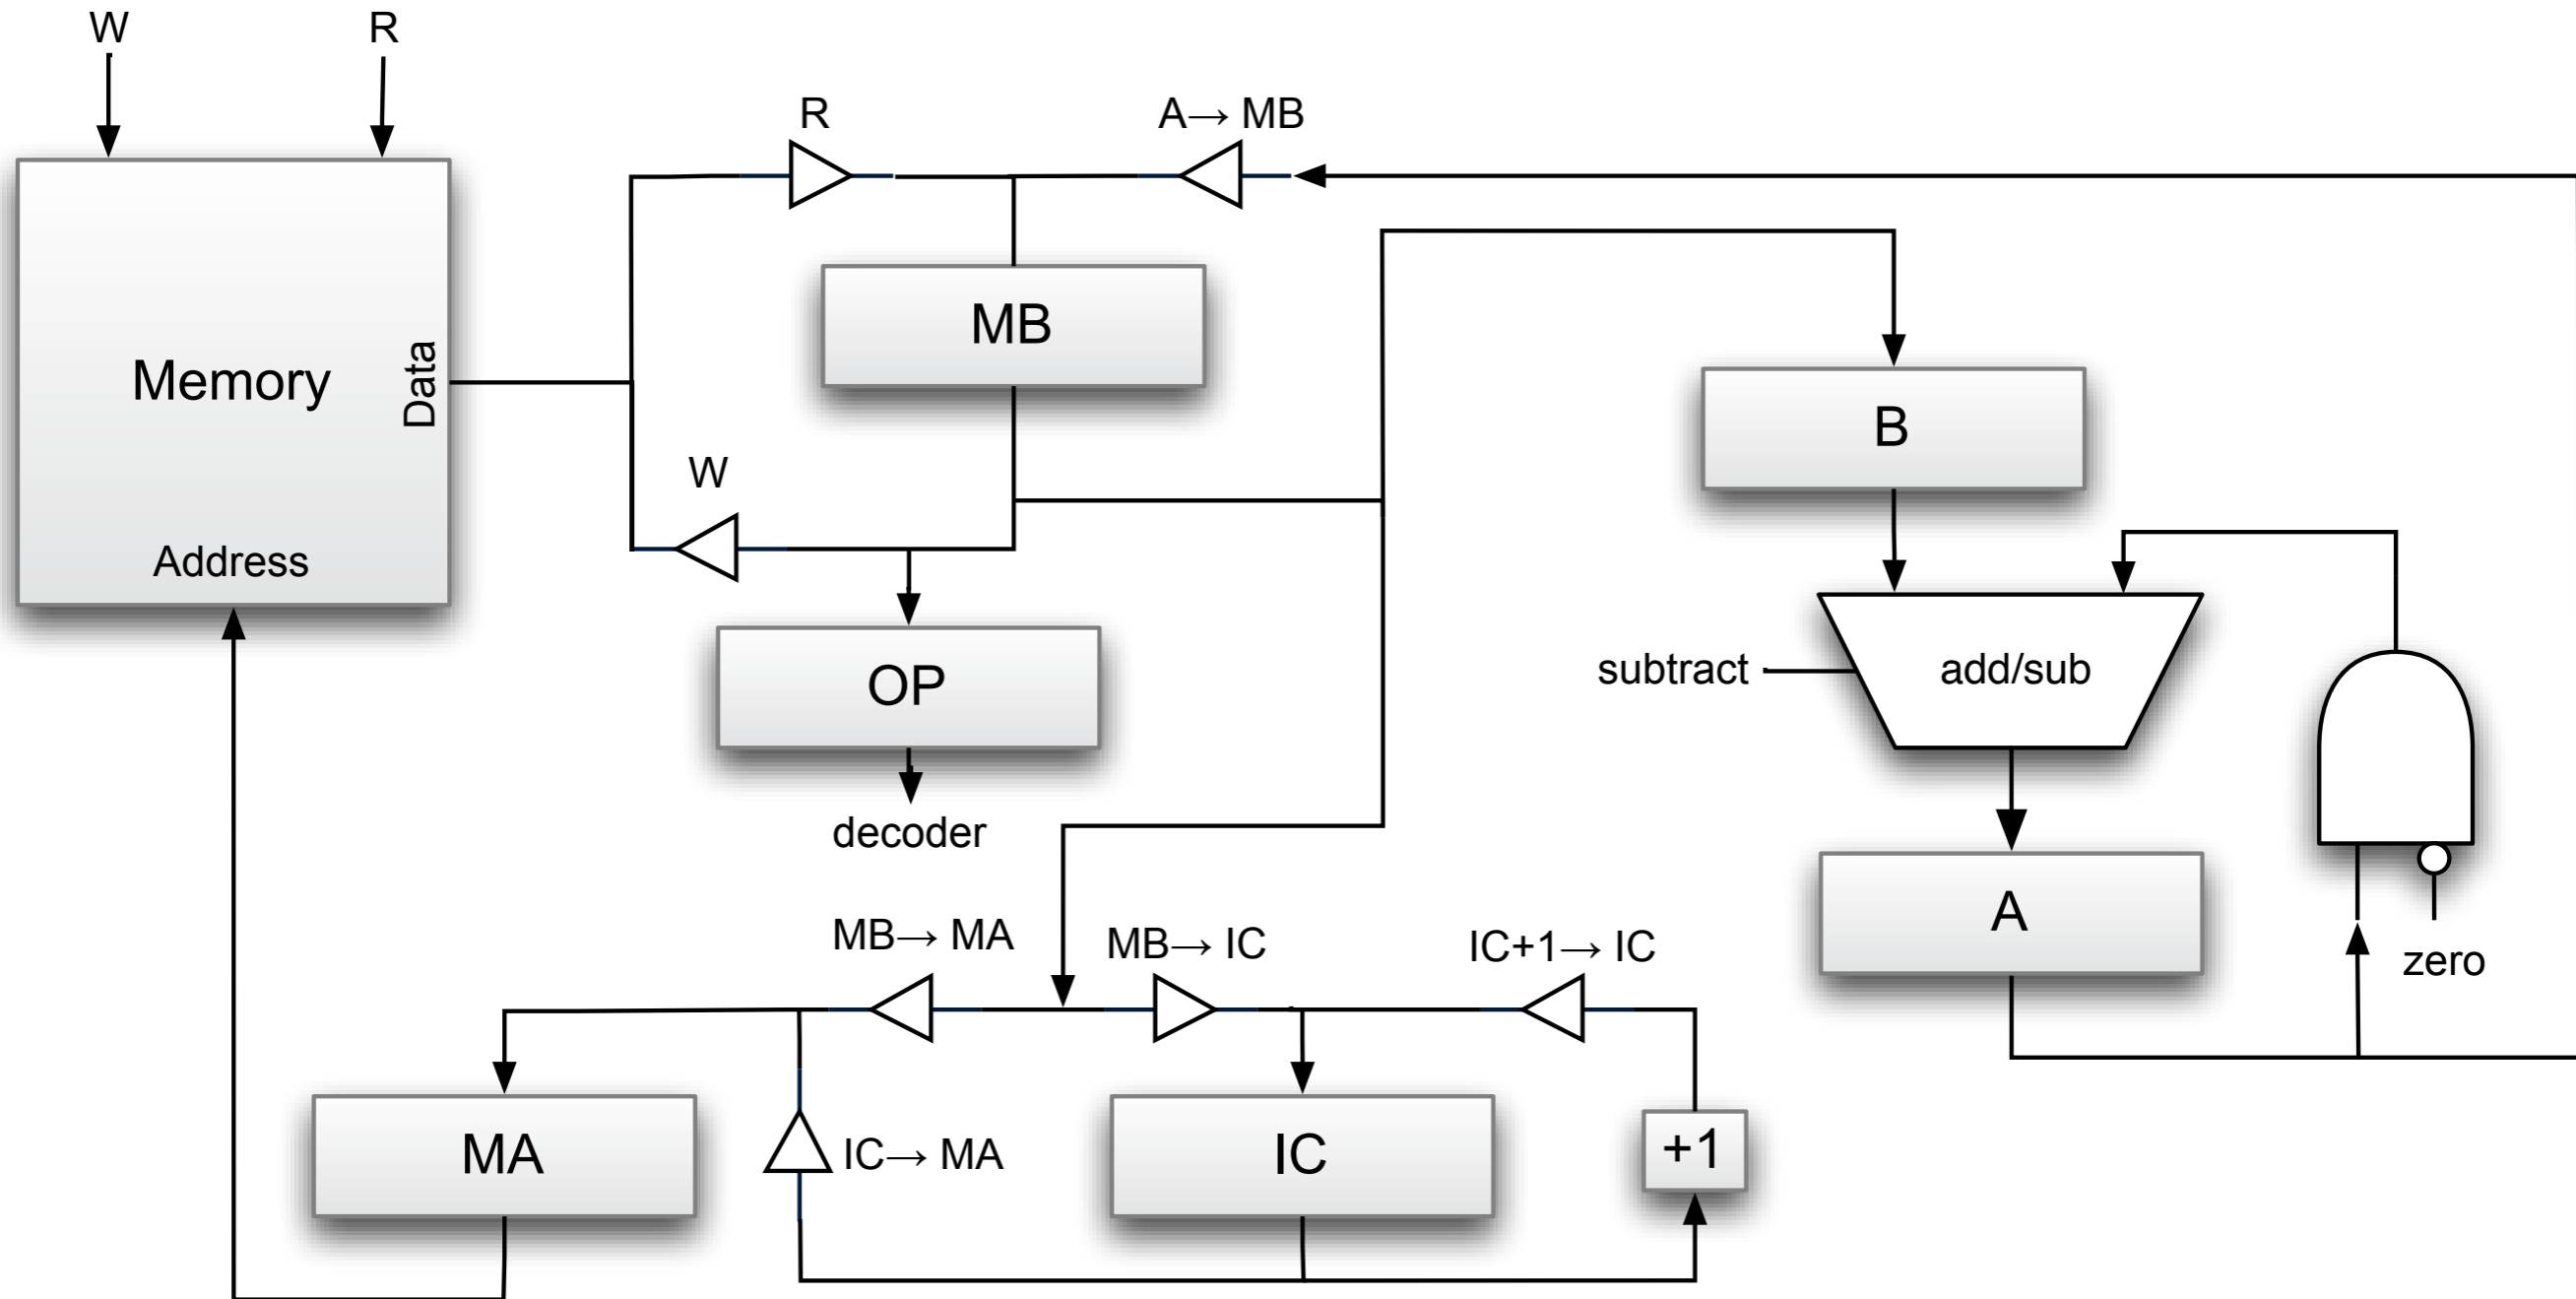 W
R
R
A→ MB
MB
Memory
Data
B
W
Address
subtract
add/sub
OP
decoder
A
MB→ MA
MB→ IC
IC+1→ IC
zero
MA
IC→ MA
IC
+1